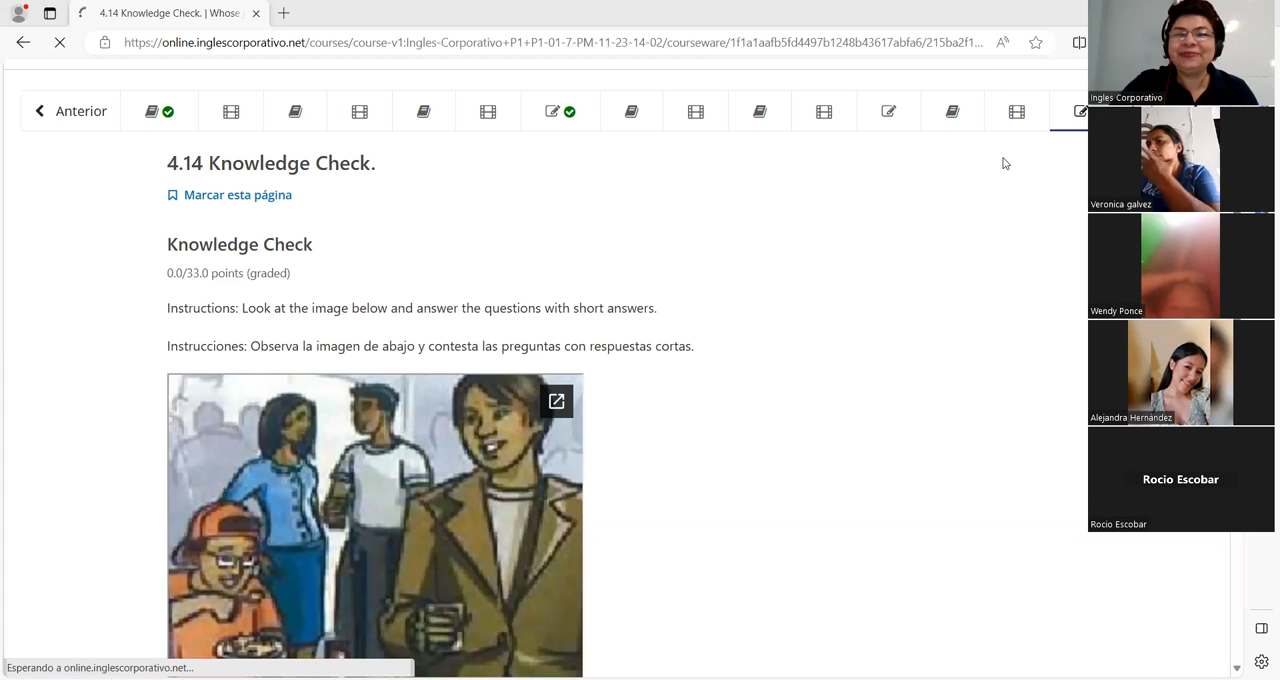 4.14 Knowledge Check. | Whose
https://online.inglescorporativo.net/courses/course-v1:Ingles-Corporativo+P1+P1-01-7-PM-11-23-14-02/courseware/1f1a1aafb5fd4497b1248b43617abfa6/215ba2f1...
Anterior
4.14 Knowledge Check.
Marcar esta página
Knowledge Check
0.0/33.0 points (graded)
Instructions: Look at the image below and answer the questions with short answers.
Instrucciones: Observa la imagen de abajo y contesta las preguntas con respuestas cortas.
Esperando a online.inglescorporativo.net...
Ingles Corporativo
Veronica galvez
Wendy Ponce
Alejandra Hernández
Rocio Escobar
Rocio Escobar